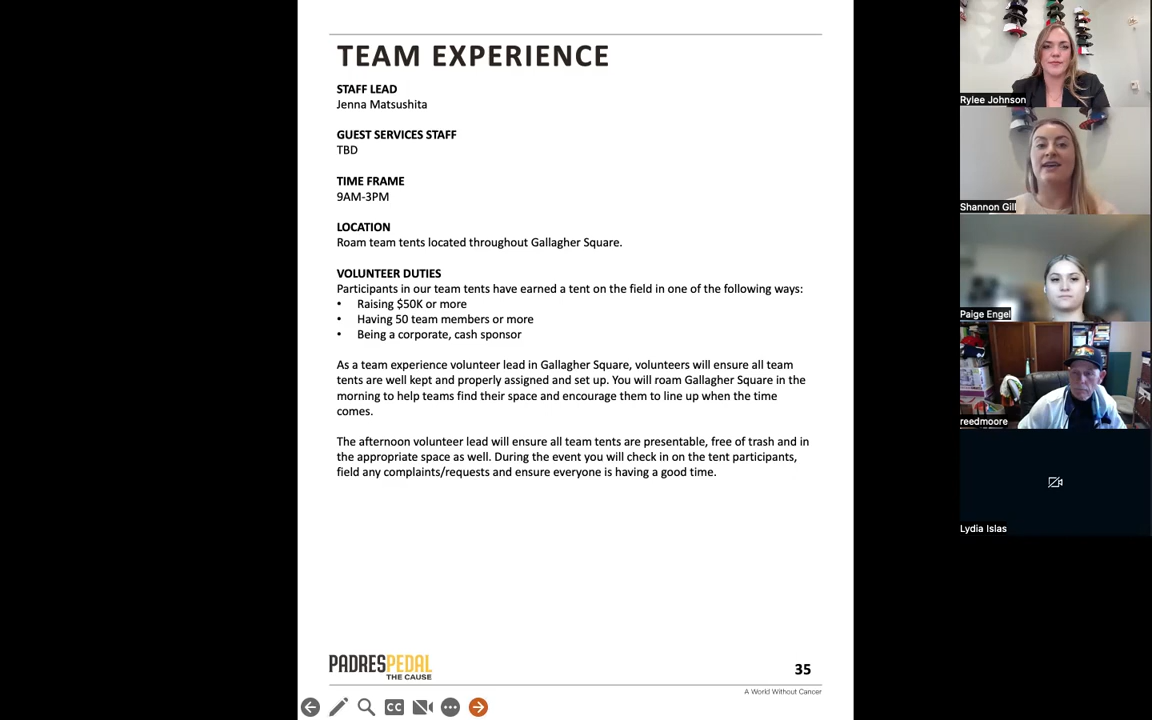 TEAM EXPERIENCE
STAFF LEAD
Jenna Matsushita
GUEST SERVICES STAFF
TBD
TIME FRAME
9AM-3PM
LOCATION
Roam team tents located throughout Gallagher Square.
VOLUNTEER DUTIES
Participants in our team tents have earned a tent on the field in one of the following ways:
• Raising $50K or more
• Having 50 team members or more
• Being a corporate, cash sponsor
As a team experience volunteer lead in Gallagher Square, volunteers will ensure all team
tents are well kept and properly assigned and set up. You will roam Gallagher Square in the
morning to help teams find their space and encourage them to line up when the time
comes.
The afternoon volunteer lead will ensure all team tents are presentable, free of trash and in
the appropriate space as well. During the event you will check in on the tent participants,
field any complaints/requests and ensure everyone is having a good time.
PADRESPEDAL
THE CAUSE
35
A World Without Cancer
CC
Rylee Johnson
Shannon Gill
Paige Engel
reedmoore
Lydia Islas